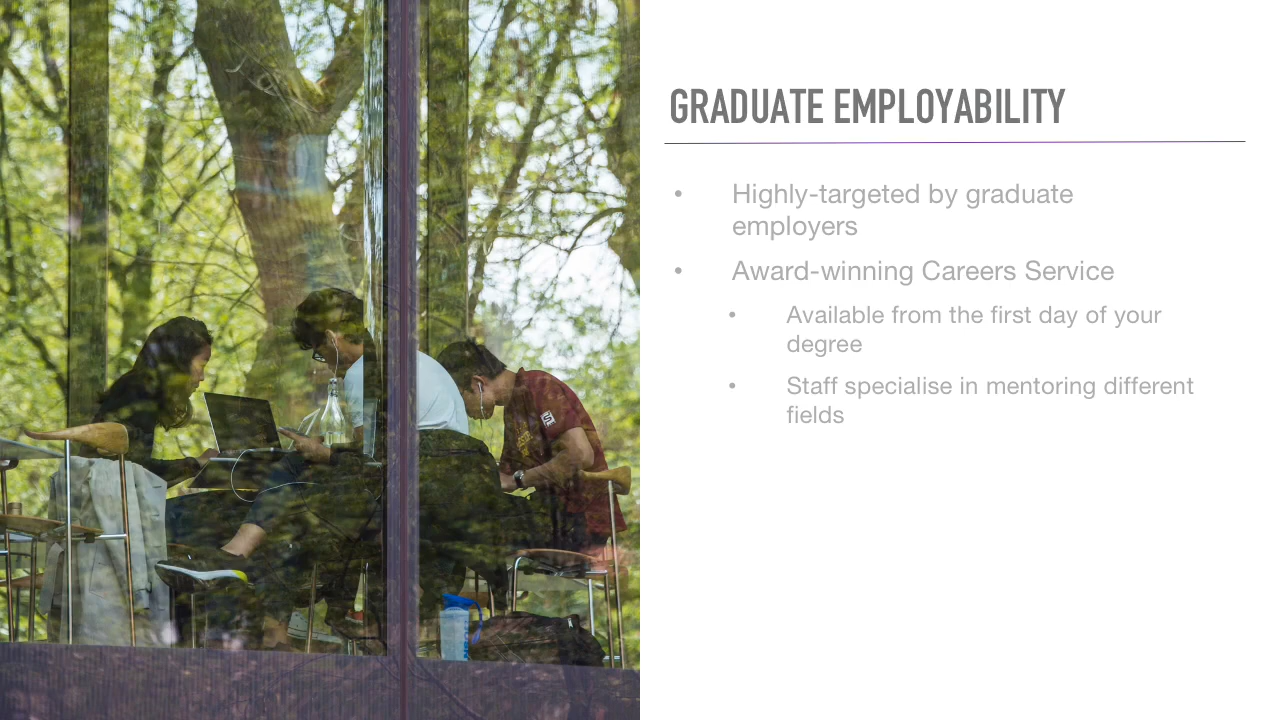 GRADUATE EMPLOYABILITY
• Highly-targeted by graduate
employers
• Award-winning Careers Service
• Available from the first day of your
degree
• Staff specialise in mentoring different
fields